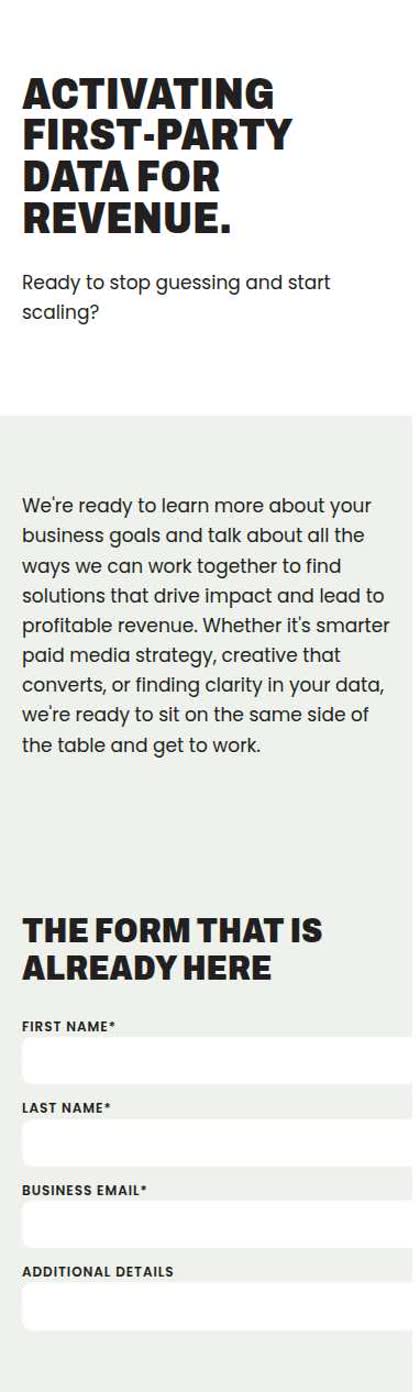 ACTIVATING
FIRST-PARTY
DATA FOR
REVENUE.
Ready to stop guessing and start
scaling?
We're ready to learn more about your
business goals and talk about all the
ways we can work together to find
solutions that drive impact and lead to
profitable revenue. Whether it's smarter
paid media strategy, creative that
converts, or finding clarity in your data,
we're ready to sit on the same side of
the table and get to work.
THE FORM THAT IS
ALREADY HERE
FIRST NAME*
LAST NAME*
BUSINESS EMAIL*
ADDITIONAL DETAILS